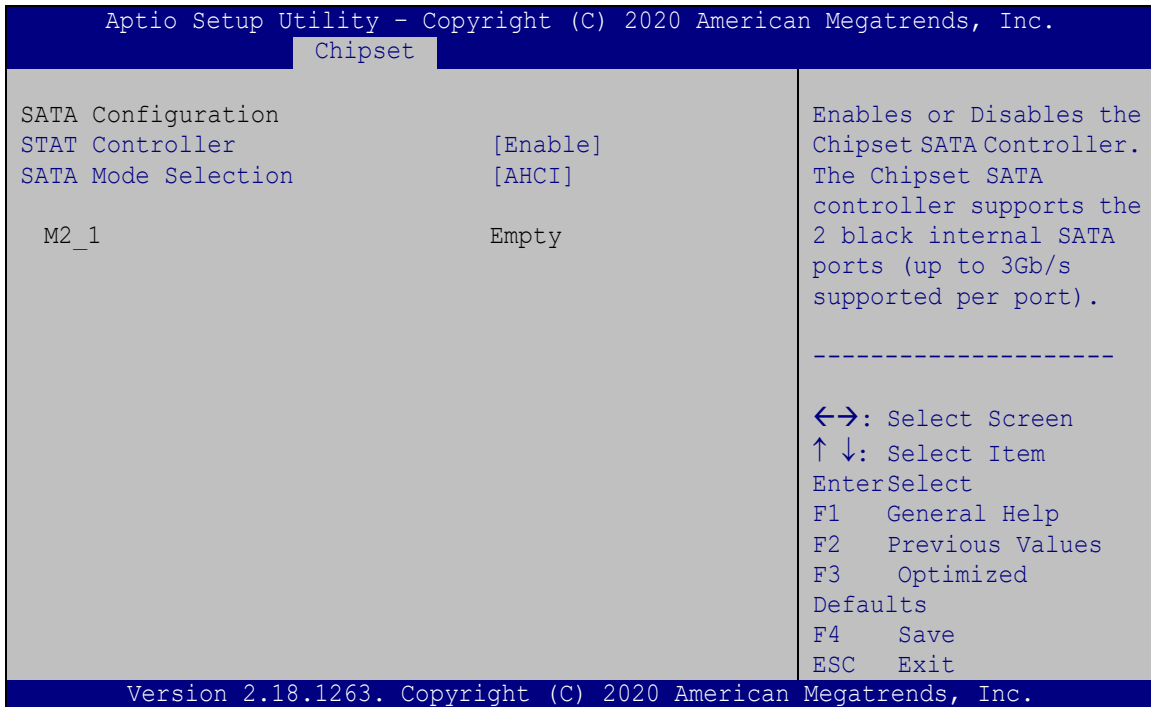 Aptio Setup Utility – Copyright (C) 2020 American Megatrends, Inc.
Chipset
SATA Configuration
STAT Controller [Enable]
SATA Mode Selection [AHCI]
M2_1 Empty
Enables or Disables the
Chipset SATA Controller.
The Chipset SATA
controller supports the
2 black internal SATA
ports (up to 3Gb/s
supported per port).
---------------------
←→: Select Screen
↑ ↓: Select Item
EnterSelect
F1 General Help
F2 Previous Values
F3 Optimized
Defaults
F4 Save
ESC Exit
Version 2.18.1263. Copyright (C) 2020 American Megatrends, Inc.